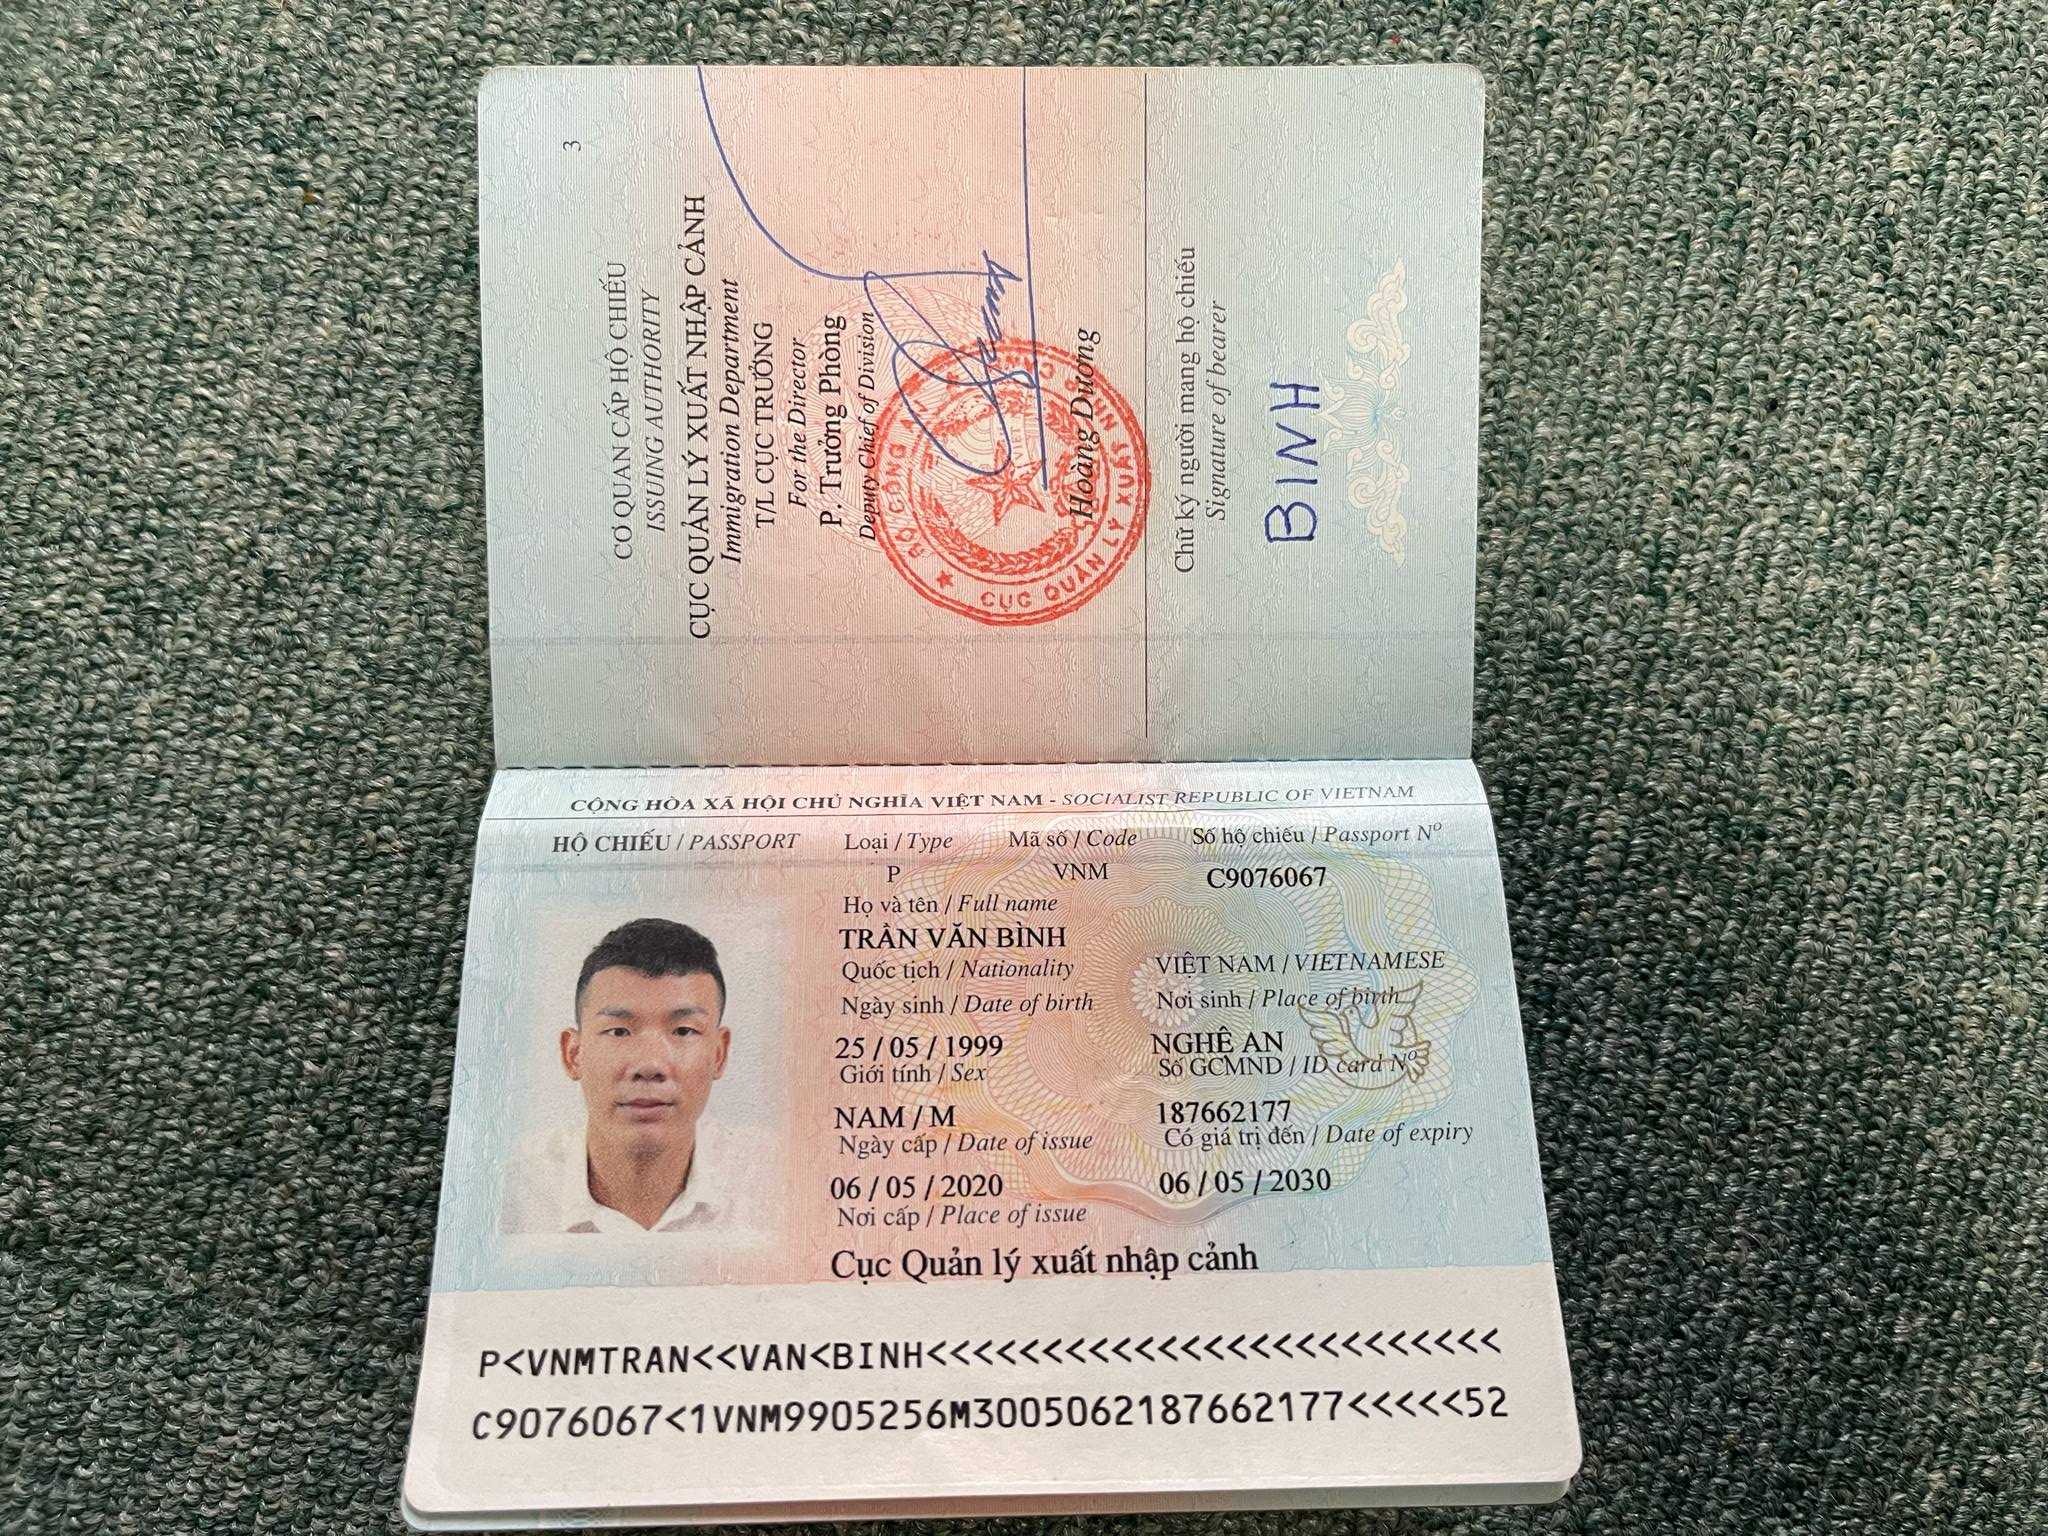 3
CƠ QUAN CẤP HỘ CHIẾU
ISSUING AUTHORITY
CỤC QUẢN LÝ XUẤT NHẬP CẢNH
Immigration Department
T/L CỤC TRƯỞNG
For the Director
P. Trưởng Phòng
Deputy Chief of Division
BỘ CÔNG AN
CỤC QUẢN LÝ XUẤT
Hoàng Dương
Chữ ký người mang hộ chiếu
Signature of bearer
BINH
CỘNG HÒA XÃ HỘI CHỦ NGHĨA VIỆT NAM - SOCIALIST REPUBLIC OF VIETNAM
HỘ CHIẾU / PASSPORT Loại / Type Mã số / Code Số hộ chiếu / Passport Nº
P VNM C9076067
Họ và tên / Full name
TRẦN VĂN BÌNH
Quốc tịch / Nationality VIỆT NAM / VIETNAMESE
Ngày sinh / Date of birth Nơi sinh / Place of birth
25 / 05 / 1999 NGHỆ AN
Giới tính / Sex Số GCMND / ID card Nº
NAM / M 187662177
Ngày cấp / Date of issue Có giá trị đến / Date of expiry
06 / 05 / 2020 06 / 05 / 2030
Nơi cấp / Place of issue
Cục Quản lý xuất nhập cảnh
P<VNMTRAN<<VAN<BINH<<<<<<<<<<<<<<<<<<<<<<<<<
C9076067<1VNM9905256M3005062187662177<<<<<52